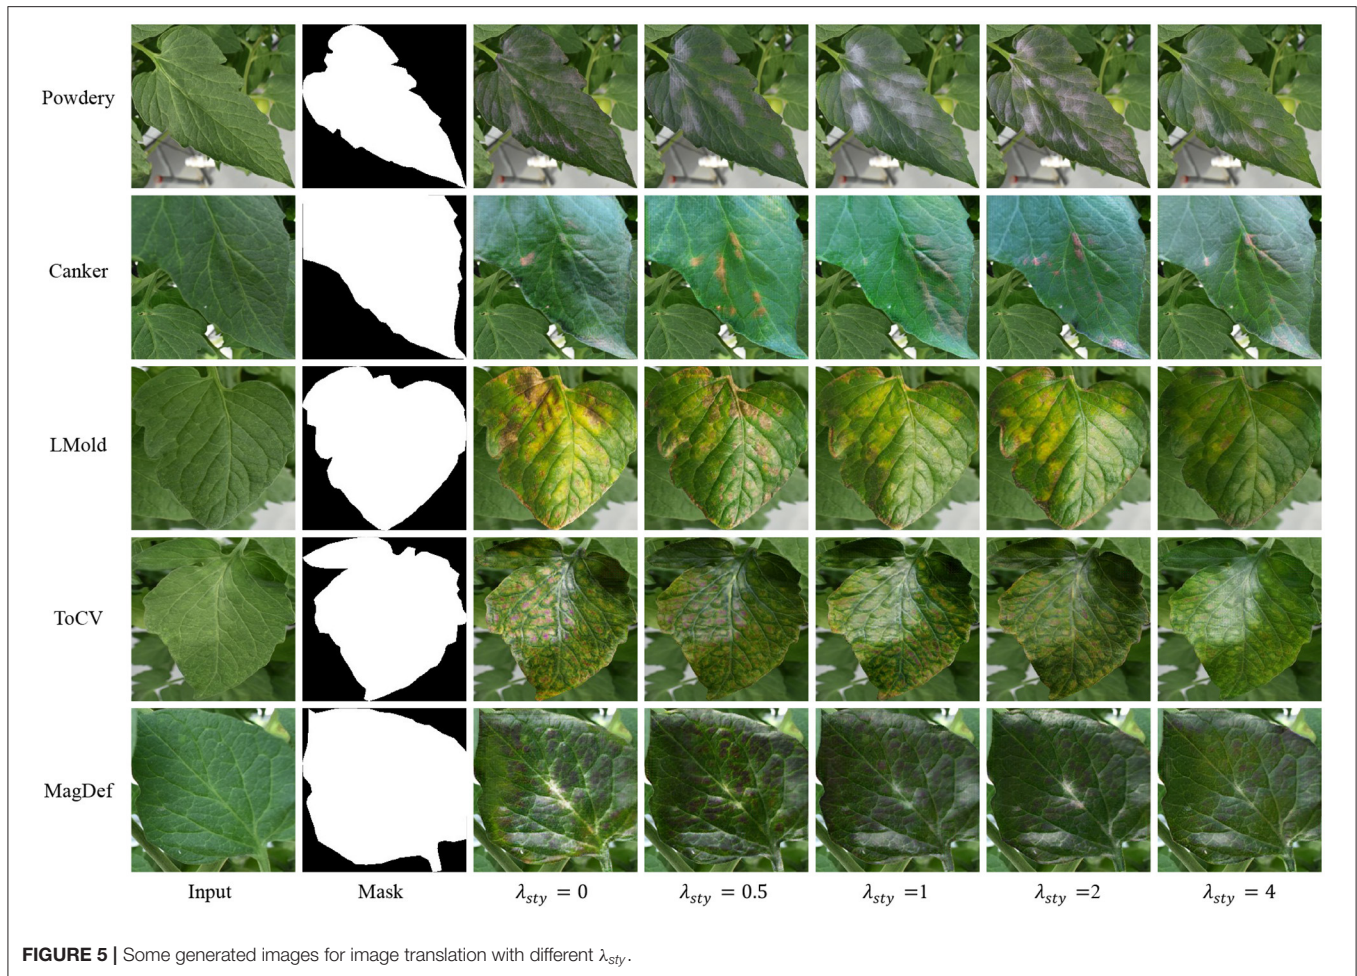 Powdery
Canker
LMold
ToCV
MagDef
Input Mask λsty = 0 λsty = 0.5 λsty =1 λsty =2 λsty = 4
FIGURE 5 | Some generated images for image translation with different λsty.